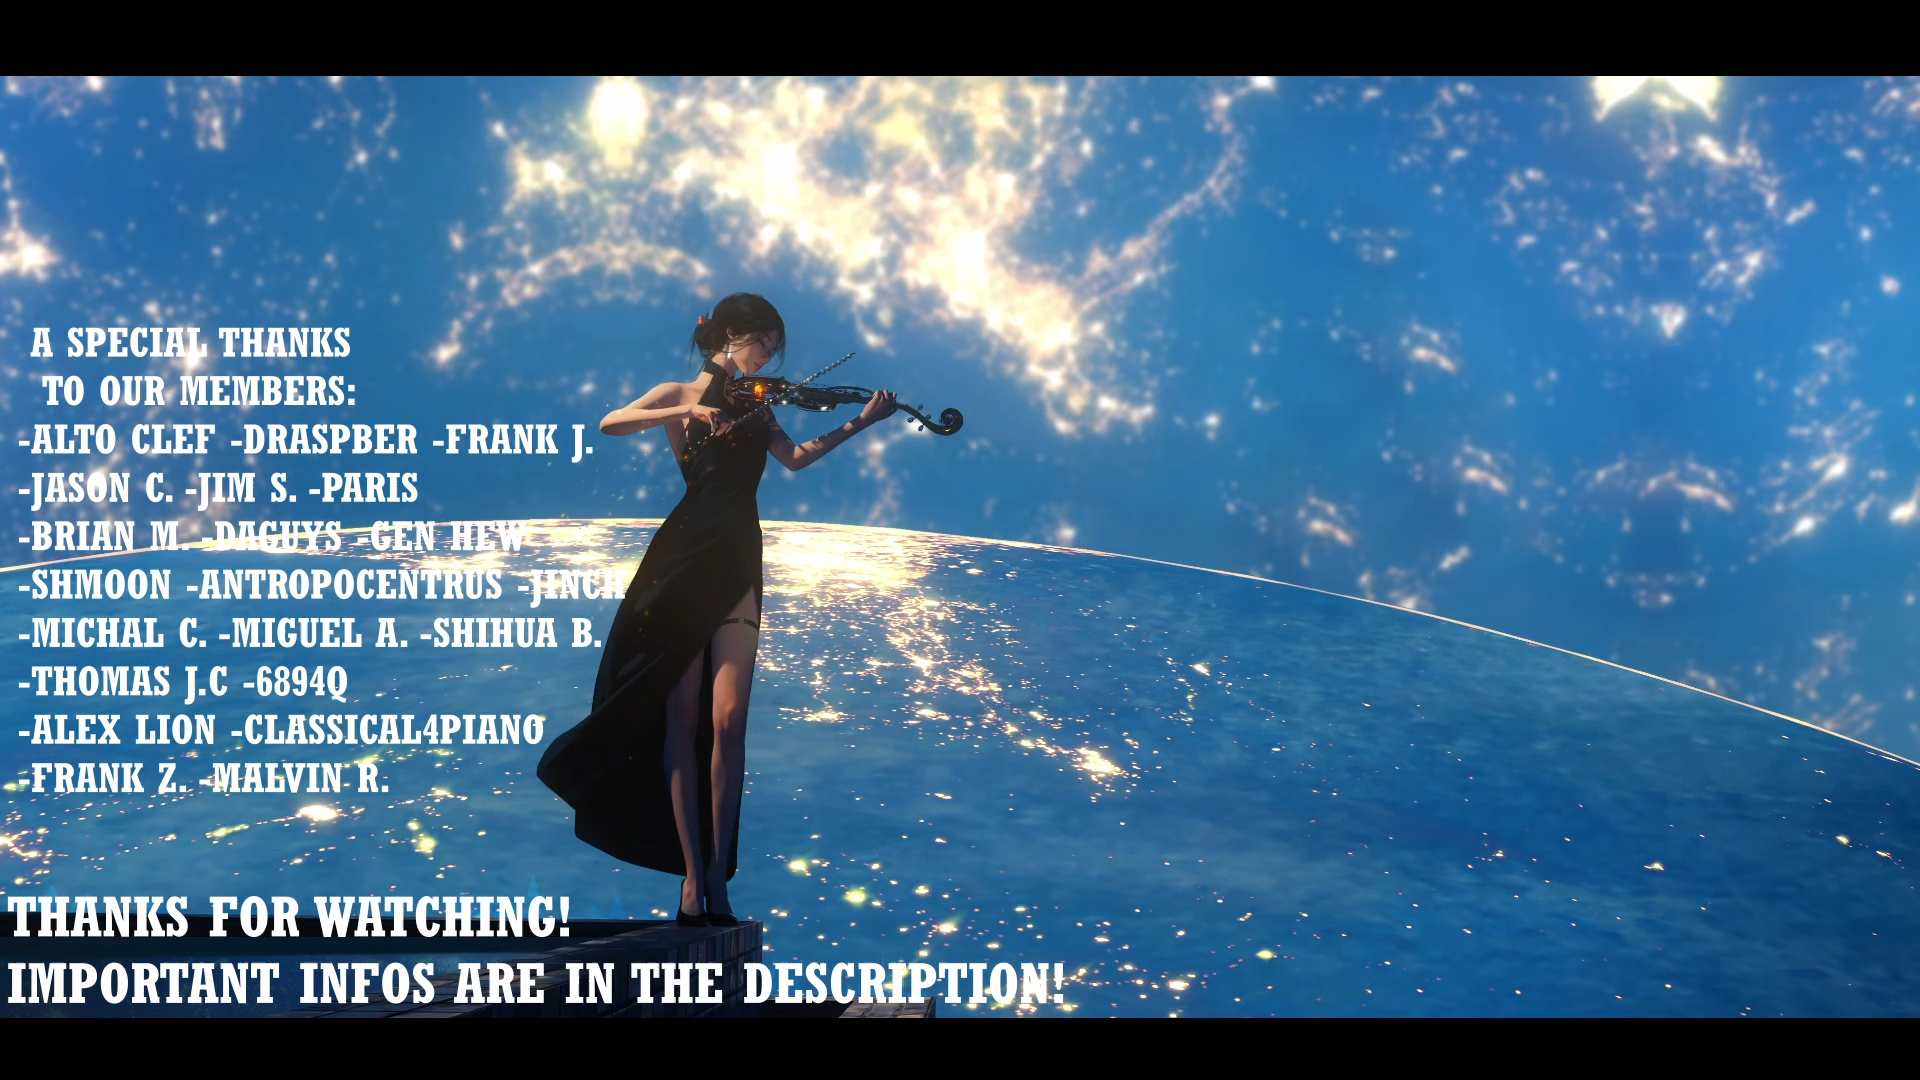 A SPECIAL THANKS
TO OUR MEMBERS:
-ALTO CLEF -DRASPBER -FRANK J.
-JASON C. -JIM S. -PARIS
-BRIAN M. -DAGUYS -GEN HEW
-SHMOON -ANTROPOCENTRUS -JINCH
-MICHAL C. -MIGUEL A. -SHIHUA B.
-THOMAS J.C -6894Q
-ALEX LION -CLASSICAL4PIANO
-FRANK Z. -MALVIN R.
THANKS FOR WATCHING!
IMPORTANT INFOS ARE IN THE DESCRIPTION!